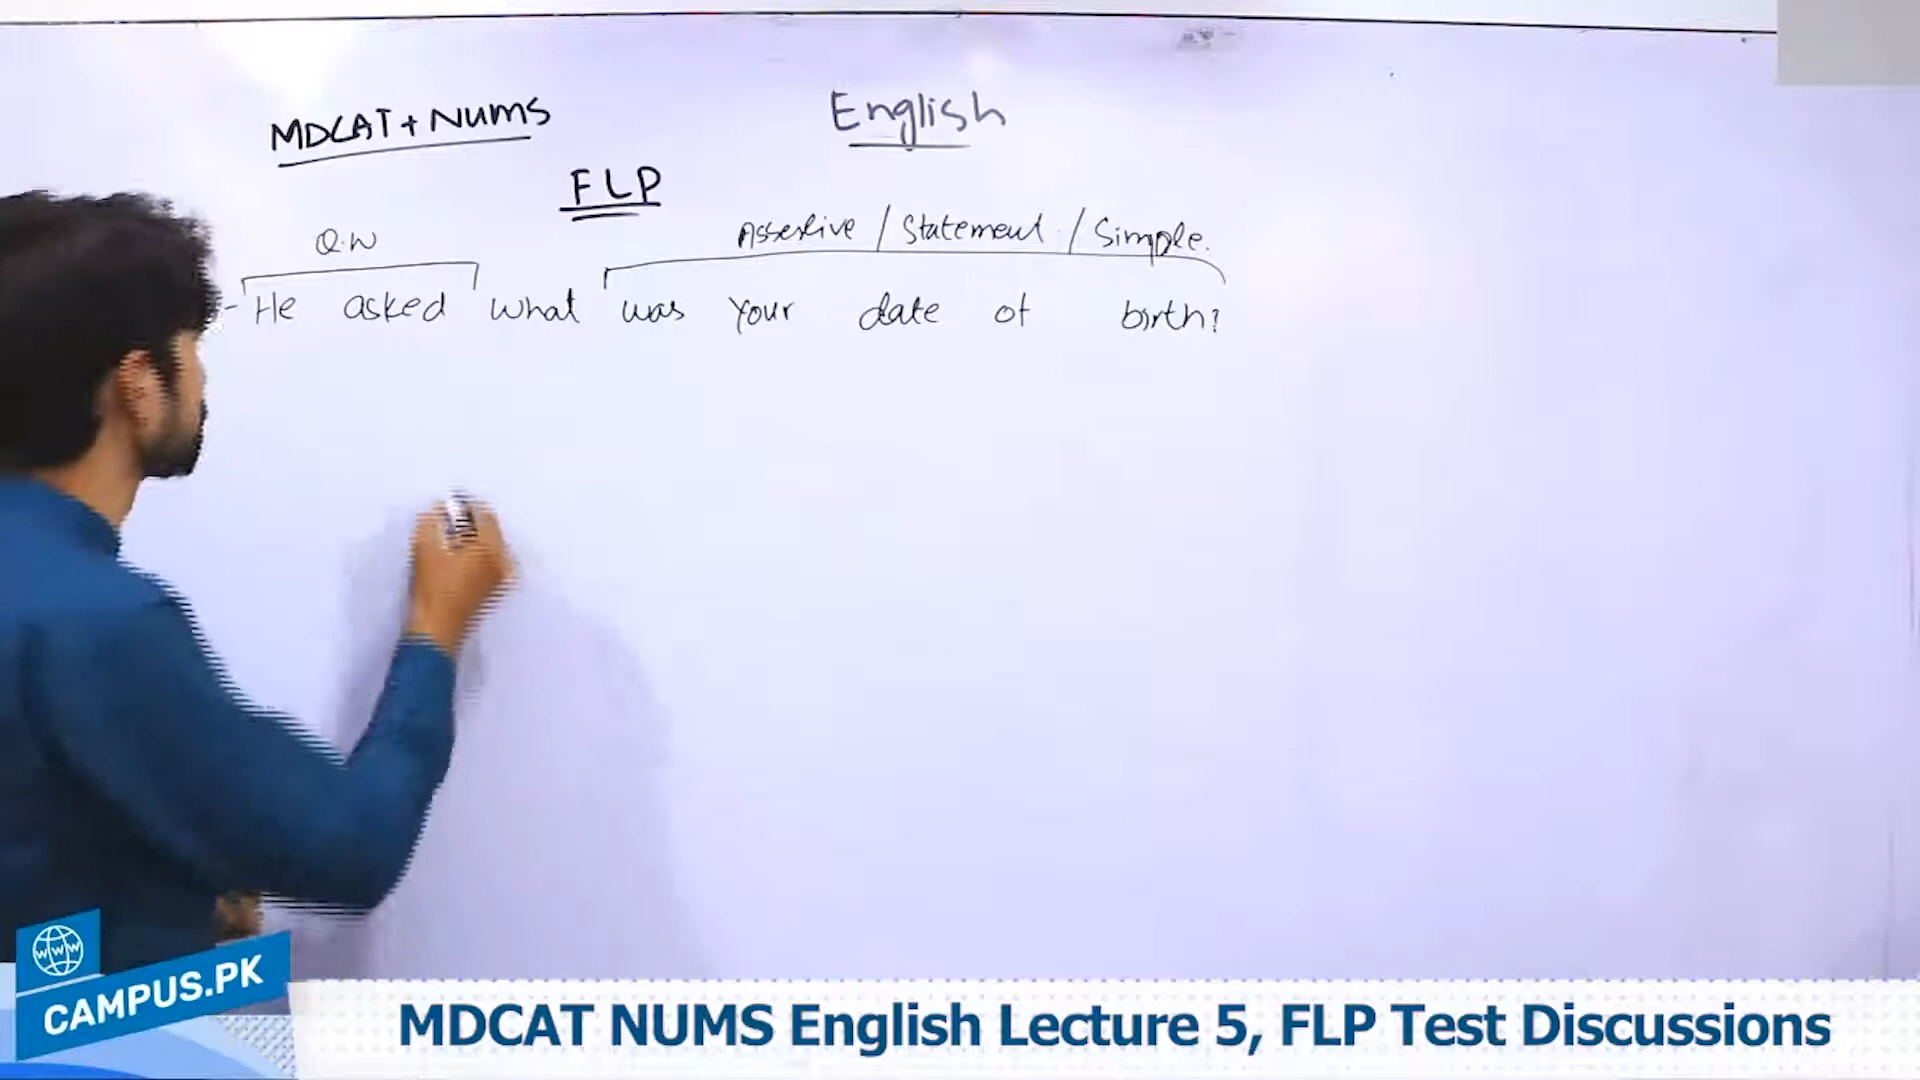 MDCAT + NUMS
English
FLP
Q.W
Assertive / Statement / Simple.
- He asked what was your date of birth?
WWW
CAMPUS.PK
MDCAT NUMS English Lecture 5, FLP Test Discussions